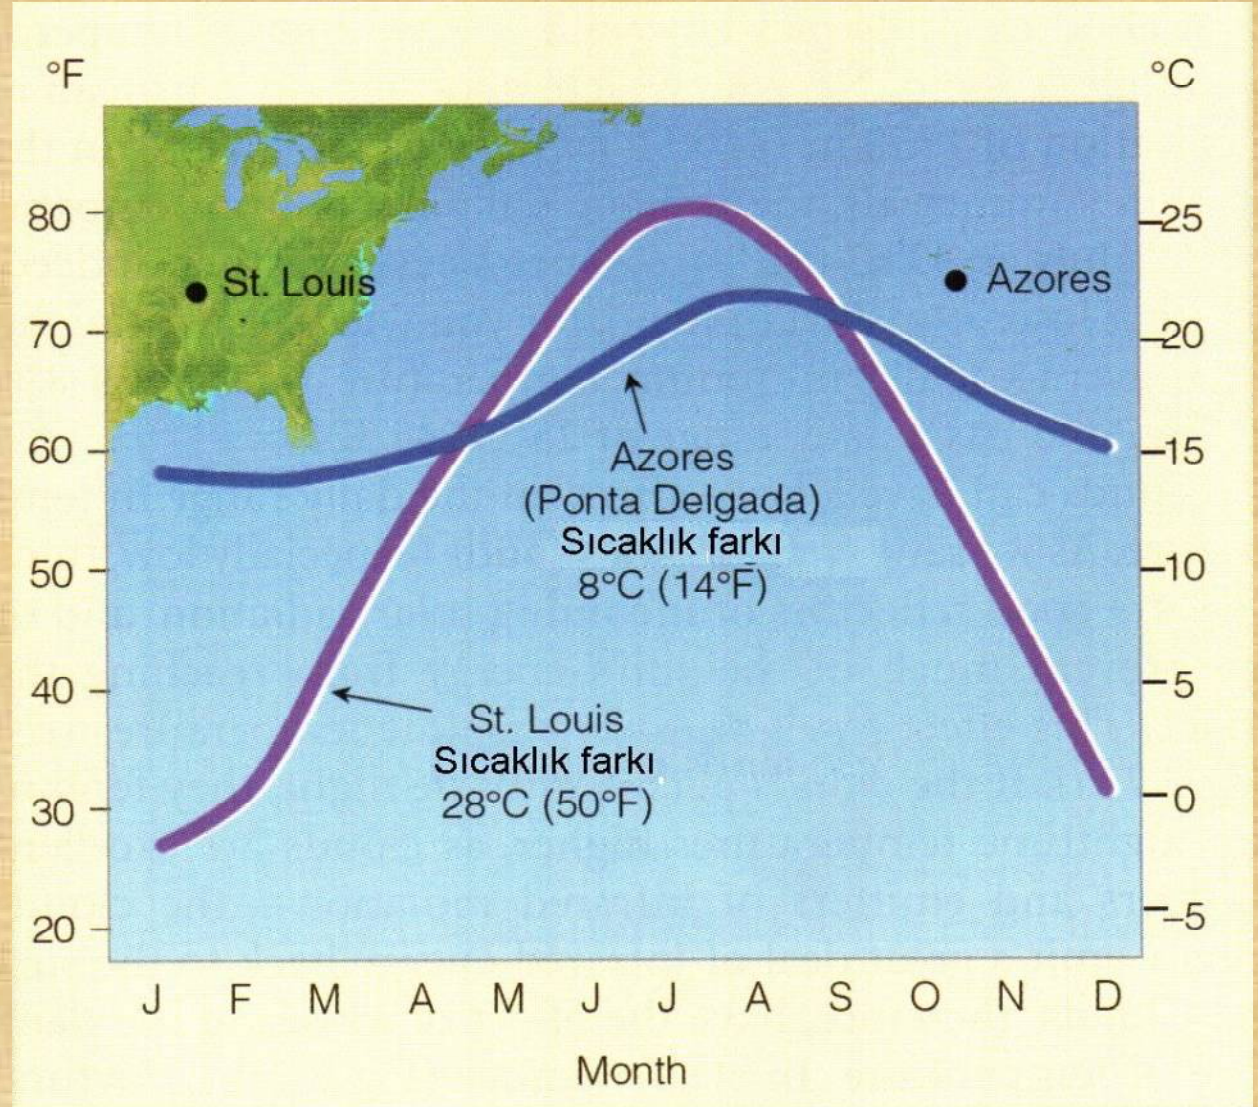 °F
°C
80
70
60
50
40
30
20
25
20
15
10
5
0
-5
St. Louis
Azores
Azores
(Ponta Delgada)
Sıcaklık farkı
8°C (14°F)
St. Louis
Sıcaklık farkı
28°C (50°F)
J F M A M J J A S O N D
Month